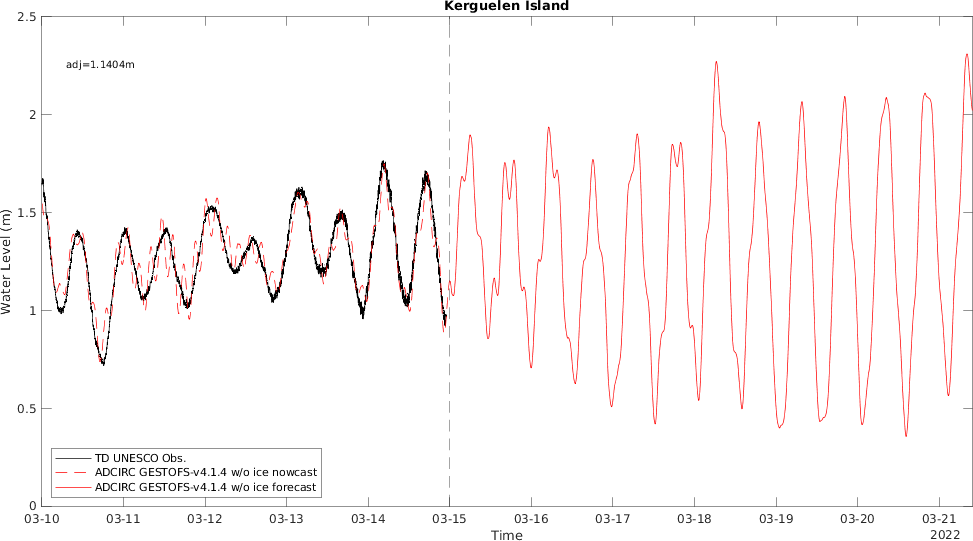 Kerguelen Island
adj=1.1404m
2.5
2
1.5
1
0.5
0
Water Level (m)
TD UNESCO Obs.
ADCIRC GESTOFS-v4.1.4 w/o ice nowcast
ADCIRC GESTOFS-v4.1.4 w/o ice forecast
03-10 03-11 03-12 03-13 03-14 03-15 03-16 03-17 03-18 03-19 03-20 03-21
Time
2022